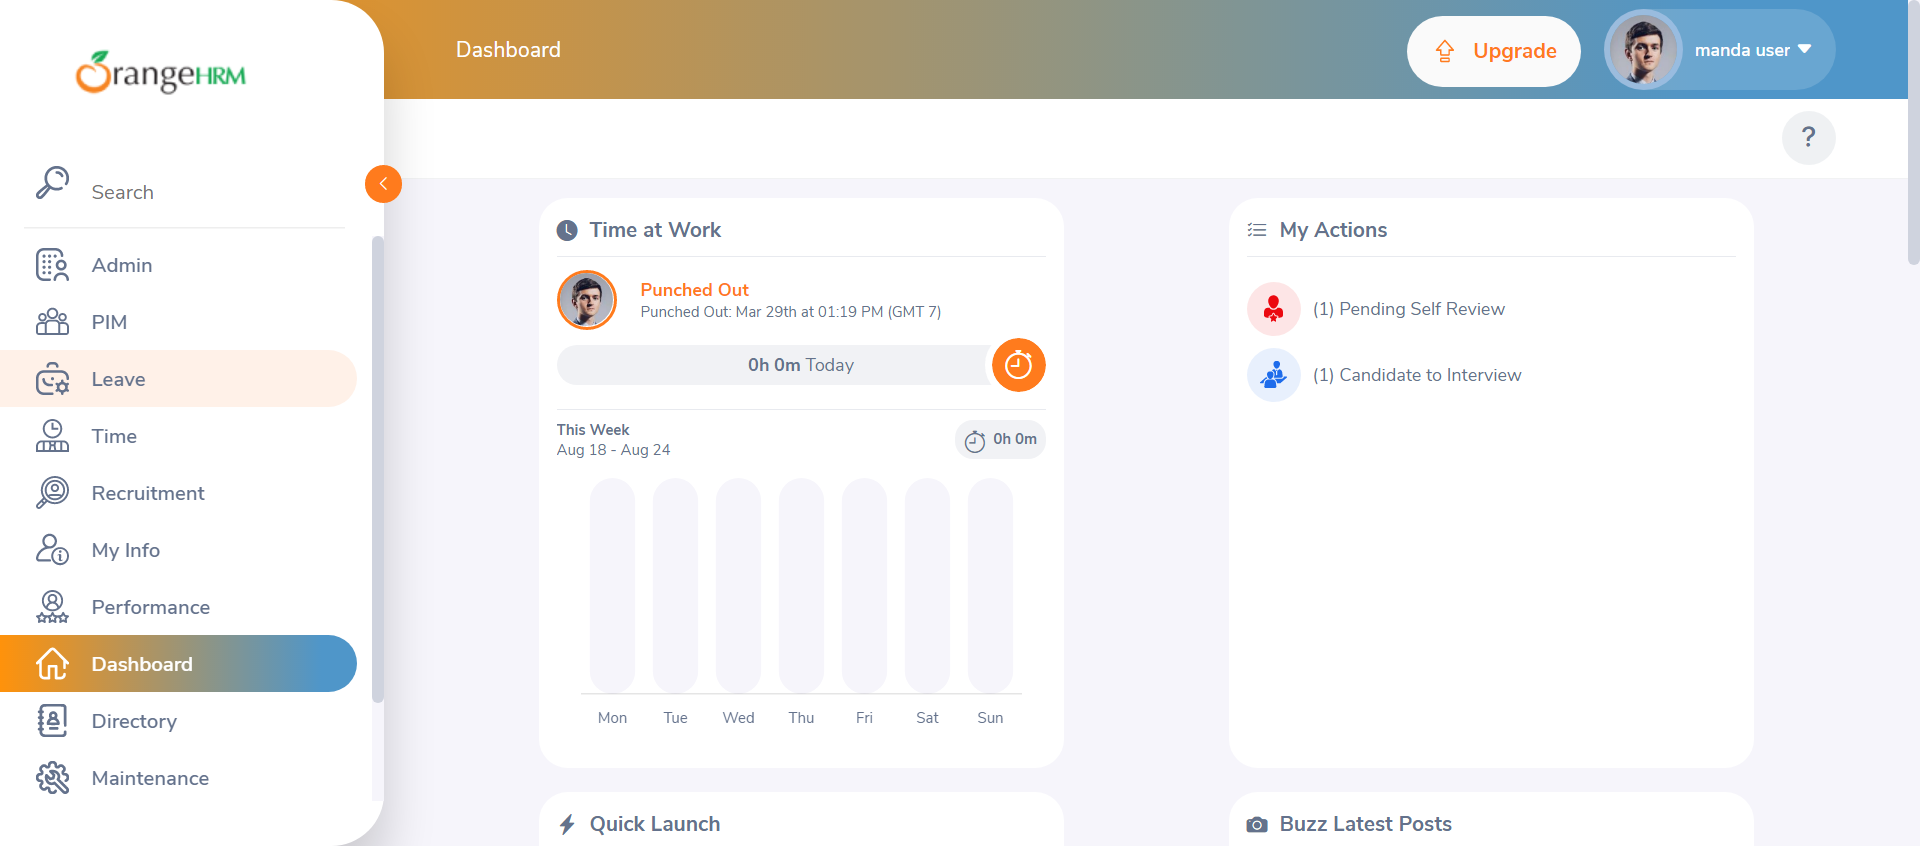 OrangeHRM
Search
Admin
PIM
Leave
Time
Recruitment
My Info
Performance
Dashboard
Directory
Maintenance
Dashboard
Upgrade
manda user
?
Time at Work
Punched Out
Punched Out: Mar 29th at 01:19 PM (GMT 7)
0h 0m Today
This Week
Aug 18 - Aug 24
0h 0m
Mon Tue Wed Thu Fri Sat Sun
My Actions
(1) Pending Self Review
(1) Candidate to Interview
Quick Launch
Buzz Latest Posts